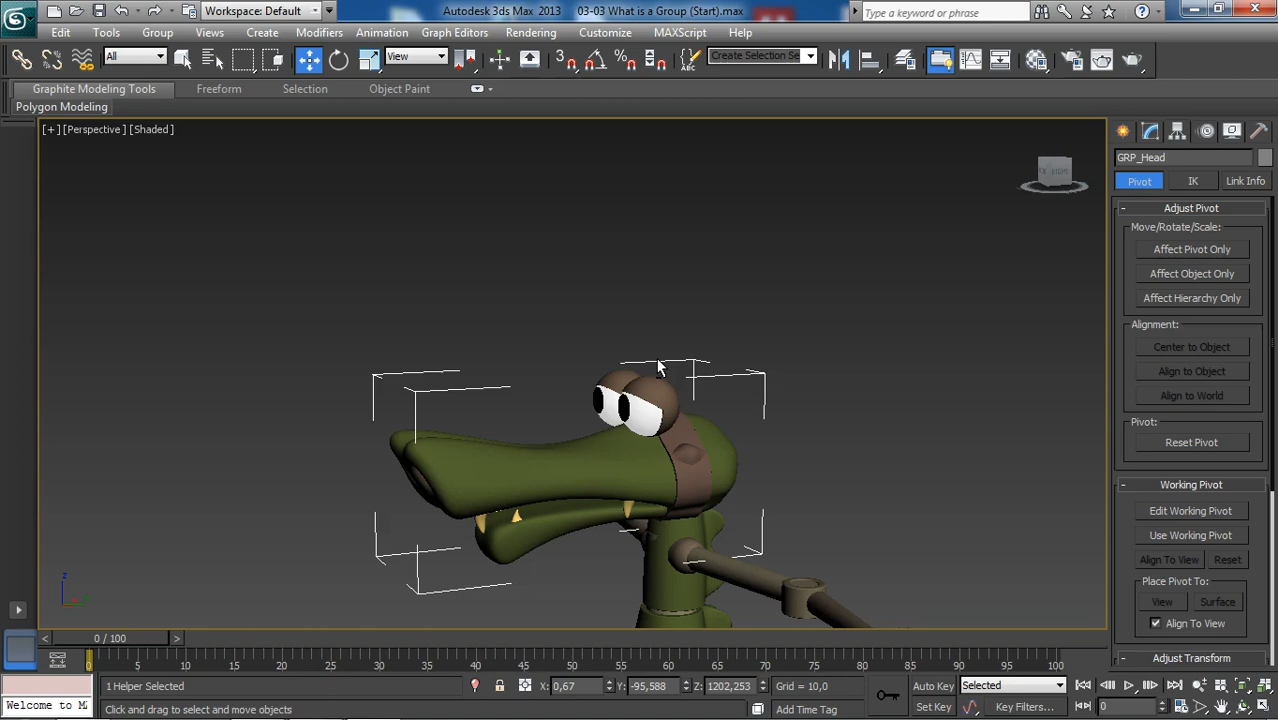 Workspace: Default
Autodesk 3ds Max 2013 03-03 What is a Group (Start).max
Type a keyword or phrase
Edit Tools Group Views Create Modifiers Animation Graph Editors Rendering Customize MAXScript Help
All
View
3
Create Selection Se
Graphite Modeling Tools Freeform Selection Object Paint
Polygon Modeling
[+] [Perspective] [Shaded]
GRP_Head
Pivot IK Link Info
- Adjust Pivot
Move/Rotate/Scale:
Affect Pivot Only
Affect Object Only
Affect Hierarchy Only
Alignment:
Center to Object
Align to Object
Align to World
Pivot:
Reset Pivot
- Working Pivot
Edit Working Pivot
Use Working Pivot
Align To View Reset
Place Pivot To:
View Surface
Align To View
- Adjust Transform
z
< 0 / 100 >
0 5 10 15 20 25 30 35 40 45 50 55 60 65 70 75 80 85 90 95 100
1 Helper Selected
X: 0,67 Y: -95,588 Z: 1202,253 Grid = 10,0
Auto Key Selected
Welcome to M
Click and drag to select and move objects
Add Time Tag
Set Key Key Filters...
0